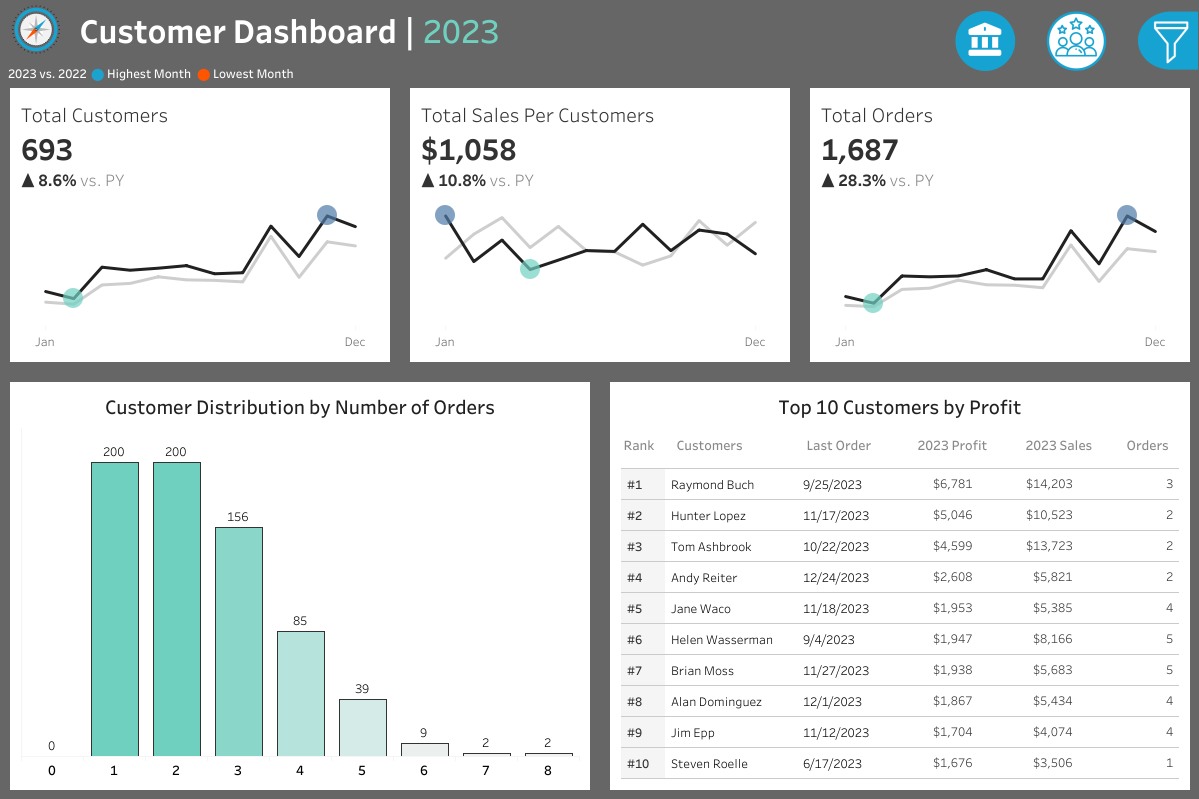 Customer Dashboard | 2023
2023 vs. 2022 Highest Month Lowest Month
Total Customers
693
▲ 8.6% vs. PY
Jan Dec
Total Sales Per Customers
$1,058
▲ 10.8% vs. PY
Jan Dec
Total Orders
1,687
▲ 28.3% vs. PY
Jan Dec
Customer Distribution by Number of Orders
0 200 200 156 85 39 9 2 2
0 1 2 3 4 5 6 7 8
Top 10 Customers by Profit
Rank Customers Last Order 2023 Profit 2023 Sales Orders
#1 Raymond Buch 9/25/2023 $6,781 $14,203 3
#2 Hunter Lopez 11/17/2023 $5,046 $10,523 2
#3 Tom Ashbrook 10/22/2023 $4,599 $13,723 2
#4 Andy Reiter 12/24/2023 $2,608 $5,821 2
#5 Jane Waco 11/18/2023 $1,953 $5,385 4
#6 Helen Wasserman 9/4/2023 $1,947 $8,166 5
#7 Brian Moss 11/27/2023 $1,938 $5,683 5
#8 Alan Dominguez 12/1/2023 $1,867 $5,434 4
#9 Jim Epp 11/12/2023 $1,704 $4,074 4
#10 Steven Roelle 6/17/2023 $1,676 $3,506 1